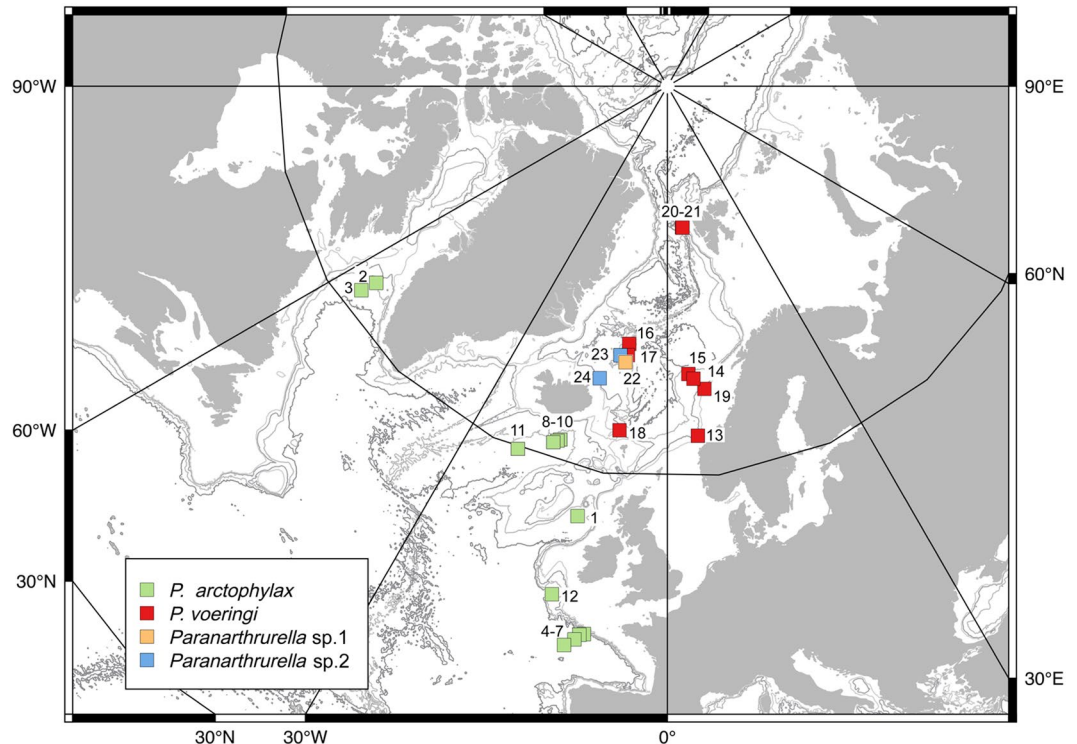 90°W
90°E
20-21
60°N
2
3
16
23
17
15
14
22
24
19
8-10
18
13
11
60°W
1
30°N
12
4-7
P. arctophylax
P. voeringi
Paranarthrurella sp.1
Paranarthrurella sp.2
30°E
30°N
30°W
0°